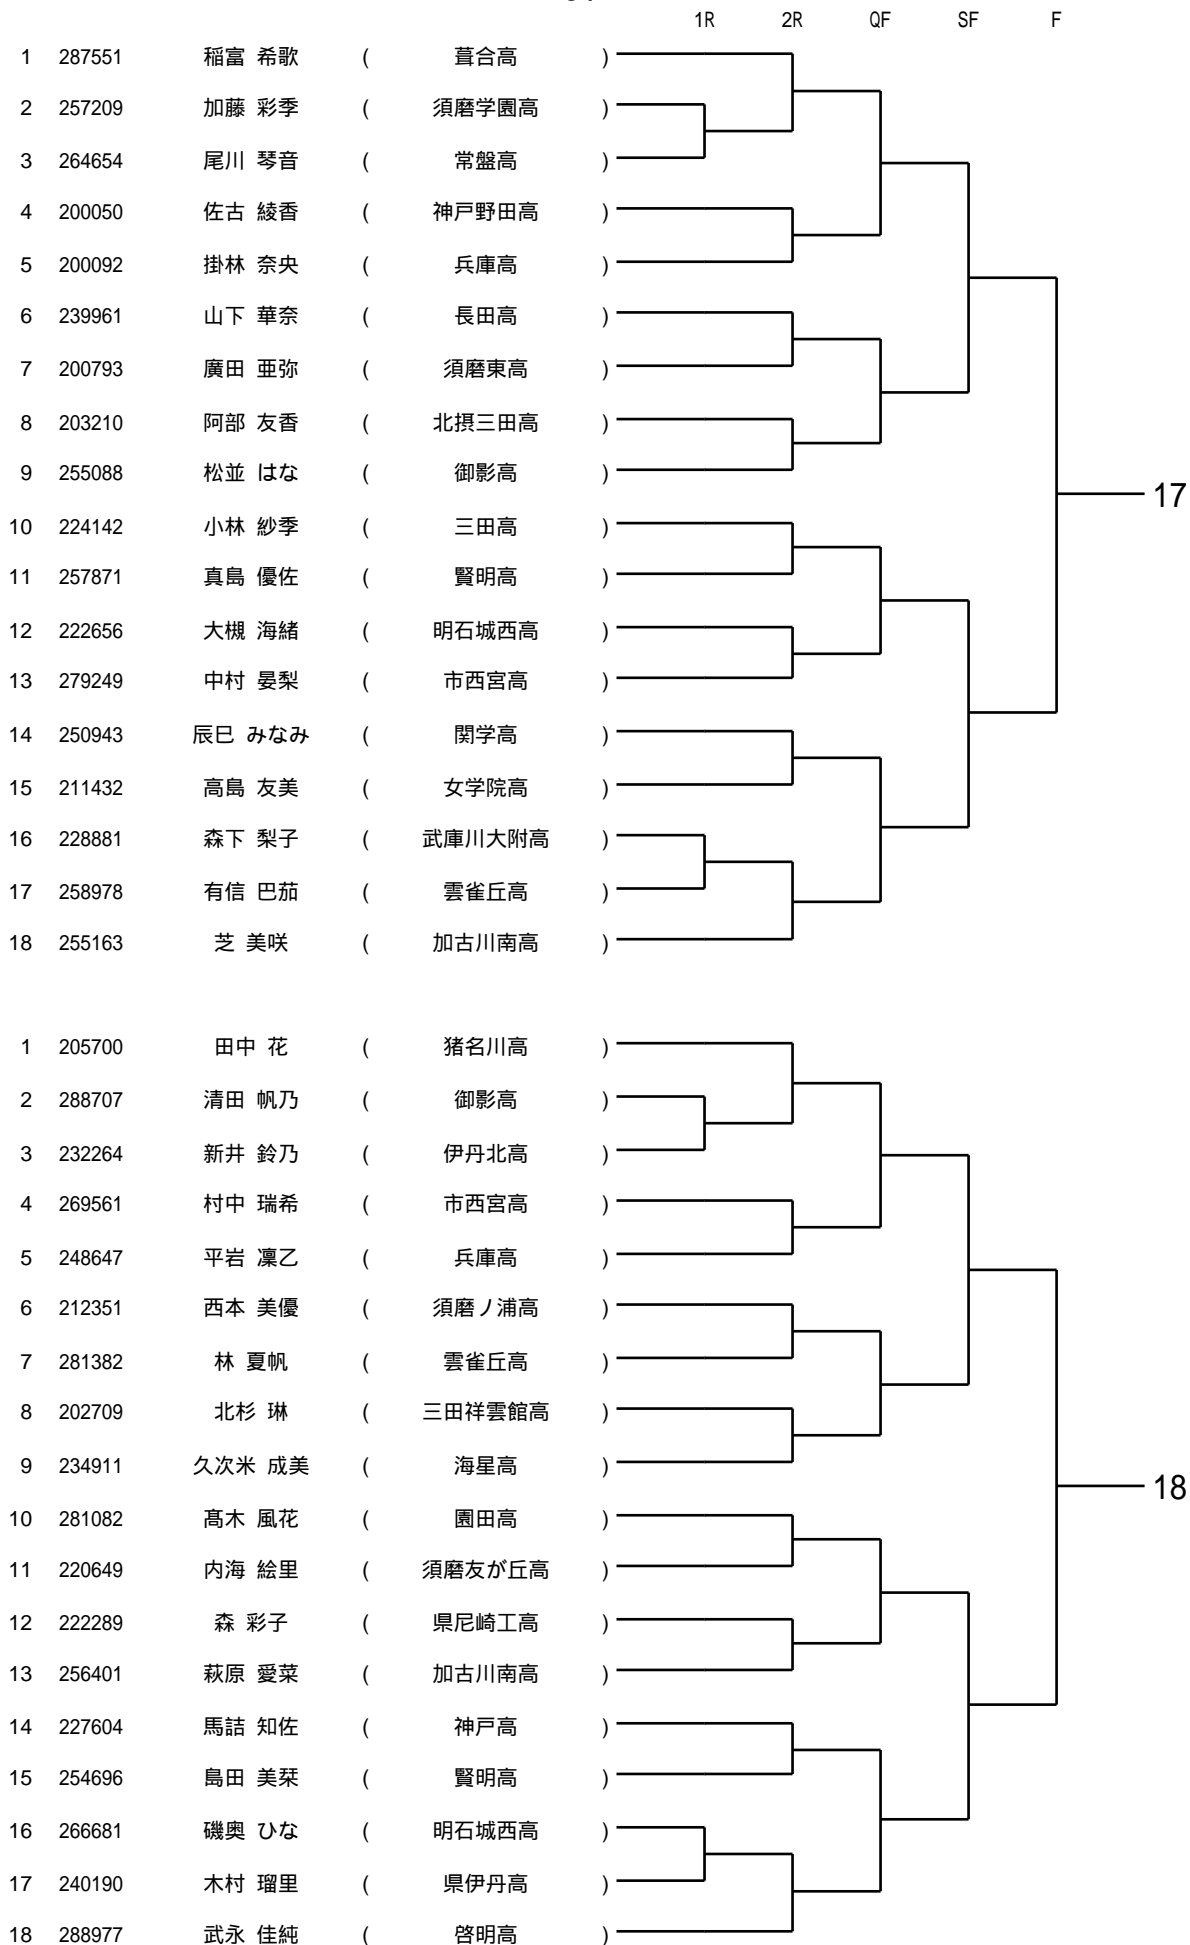 1R 2R QF SF F
1 287551 稲富 希歌 ( 葺合高 )
2 257209 加藤 彩季 ( 須磨学園高 )
3 264654 尾川 琴音 ( 常盤高 )
4 200050 佐古 綾香 ( 神戸野田高 )
5 200092 掛林 奈央 ( 兵庫高 )
6 239961 山下 華奈 ( 長田高 )
7 200793 廣田 亜弥 ( 須磨東高 )
8 203210 阿部 友香 ( 北摂三田高 )
9 255088 松並 はな ( 御影高 )
17
10 224142 小林 紗季 ( 三田高 )
11 257871 真島 優佐 ( 賢明高 )
12 222656 大槻 海緒 ( 明石城西高 )
13 279249 中村 晏梨 ( 市西宮高 )
14 250943 辰巳 みなみ ( 関学高 )
15 211432 高島 友美 ( 女学院高 )
16 228881 森下 梨子 ( 武庫川大附高 )
17 258978 有信 巴茄 ( 雲雀丘高 )
18 255163 芝 美咲 ( 加古川南高 )
1 205700 田中 花 ( 猪名川高 )
2 288707 清田 帆乃 ( 御影高 )
3 232264 新井 鈴乃 ( 伊丹北高 )
4 269561 村中 瑞希 ( 市西宮高 )
5 248647 平岩 凜乙 ( 兵庫高 )
6 212351 西本 美優 ( 須磨ノ浦高 )
7 281382 林 夏帆 ( 雲雀丘高 )
8 202709 北杉 琳 ( 三田祥雲館高 )
9 234911 久次米 成美 ( 海星高 )
18
10 281082 髙木 風花 ( 園田高 )
11 220649 内海 絵里 ( 須磨友が丘高 )
12 222289 森 彩子 ( 県尼崎工高 )
13 256401 萩原 愛菜 ( 加古川南高 )
14 227604 馬詰 知佐 ( 神戸高 )
15 254696 島田 美栞 ( 賢明高 )
16 266681 磯奥 ひな ( 明石城西高 )
17 240190 木村 瑠里 ( 県伊丹高 )
18 288977 武永 佳純 ( 啓明高 )